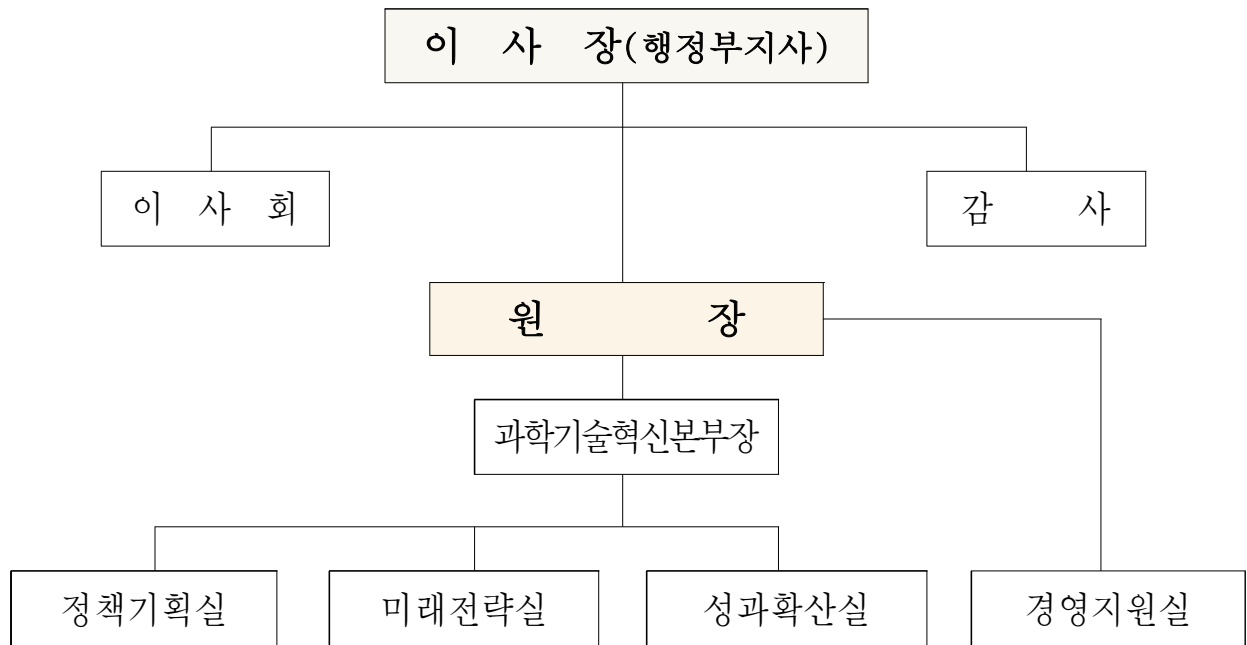 이 사 장(행정부지사)
이 사 회
감 사
원 장
과학기술혁신본부장
정책기획실
미래전략실
성과확산실
경영지원실